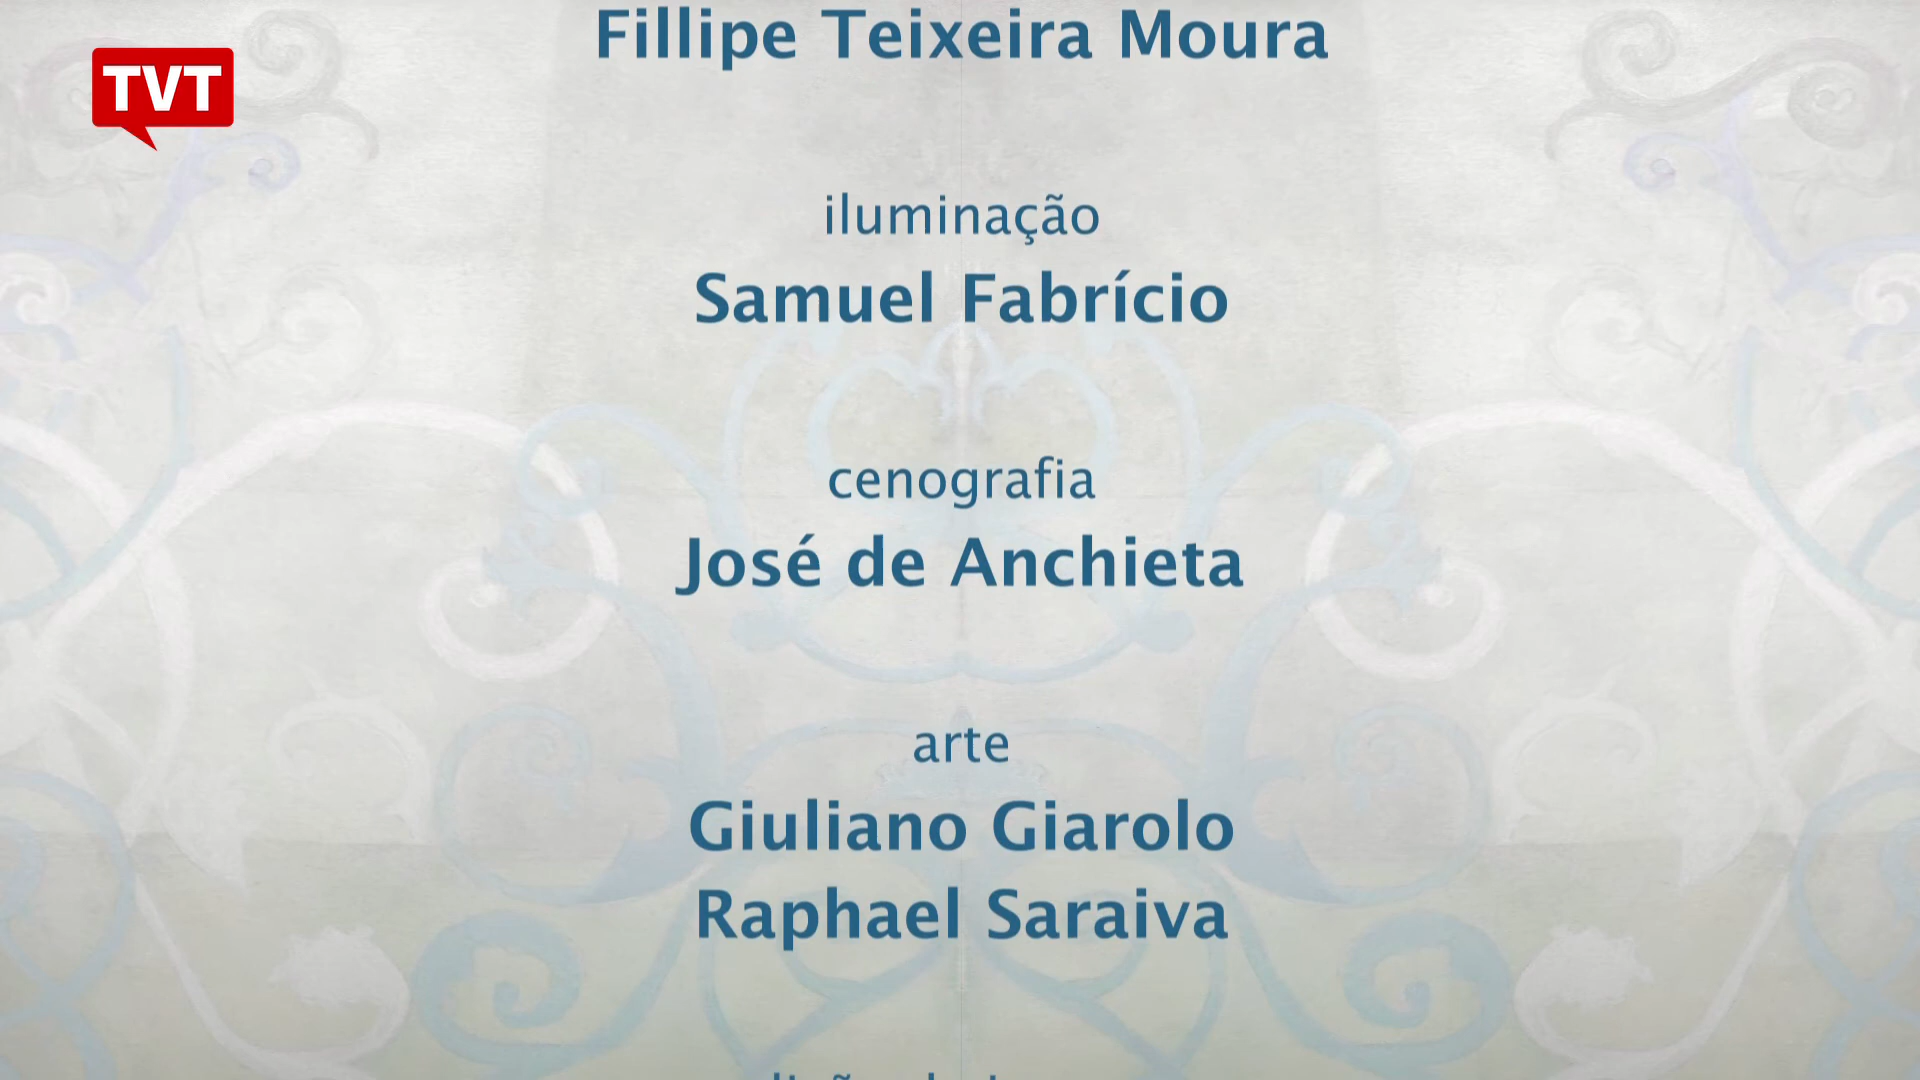 Fillipe Teixeira Moura
TVT
iluminação
Samuel Fabrício
cenografia
José de Anchieta
arte
Giuliano Giarolo
Raphael Saraiva